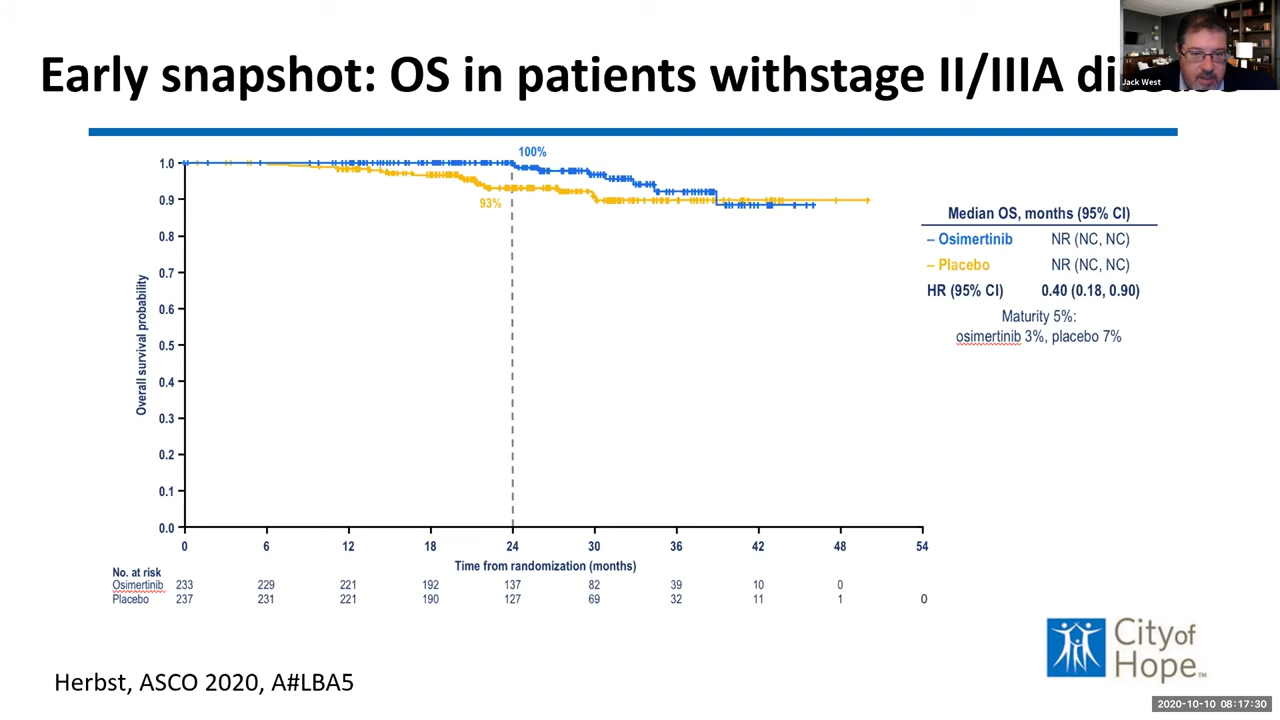 Early snapshot: OS in patients withstage II/IIIA
Jack West
100%
93%
1.0
0.9
0.8
0.7
0.6
0.5
0.4
0.3
0.2
0.1
0.0
Overall survival probability
0 6 12 18 24 30 36 42 48 54
Time from randomization (months)
No. at risk
Osimertinib 233 229 221 192 137 82 39 10 0
Placebo 237 231 221 190 127 69 32 11 1 0
Median OS, months (95% CI)
– Osimertinib NR (NC, NC)
– Placebo NR (NC, NC)
HR (95% CI) 0.40 (0.18, 0.90)
Maturity 5%:
osimertinib 3%, placebo 7%
Herbst, ASCO 2020, A#LBA5
City of
Hope™
2020-10-10 08:17:30